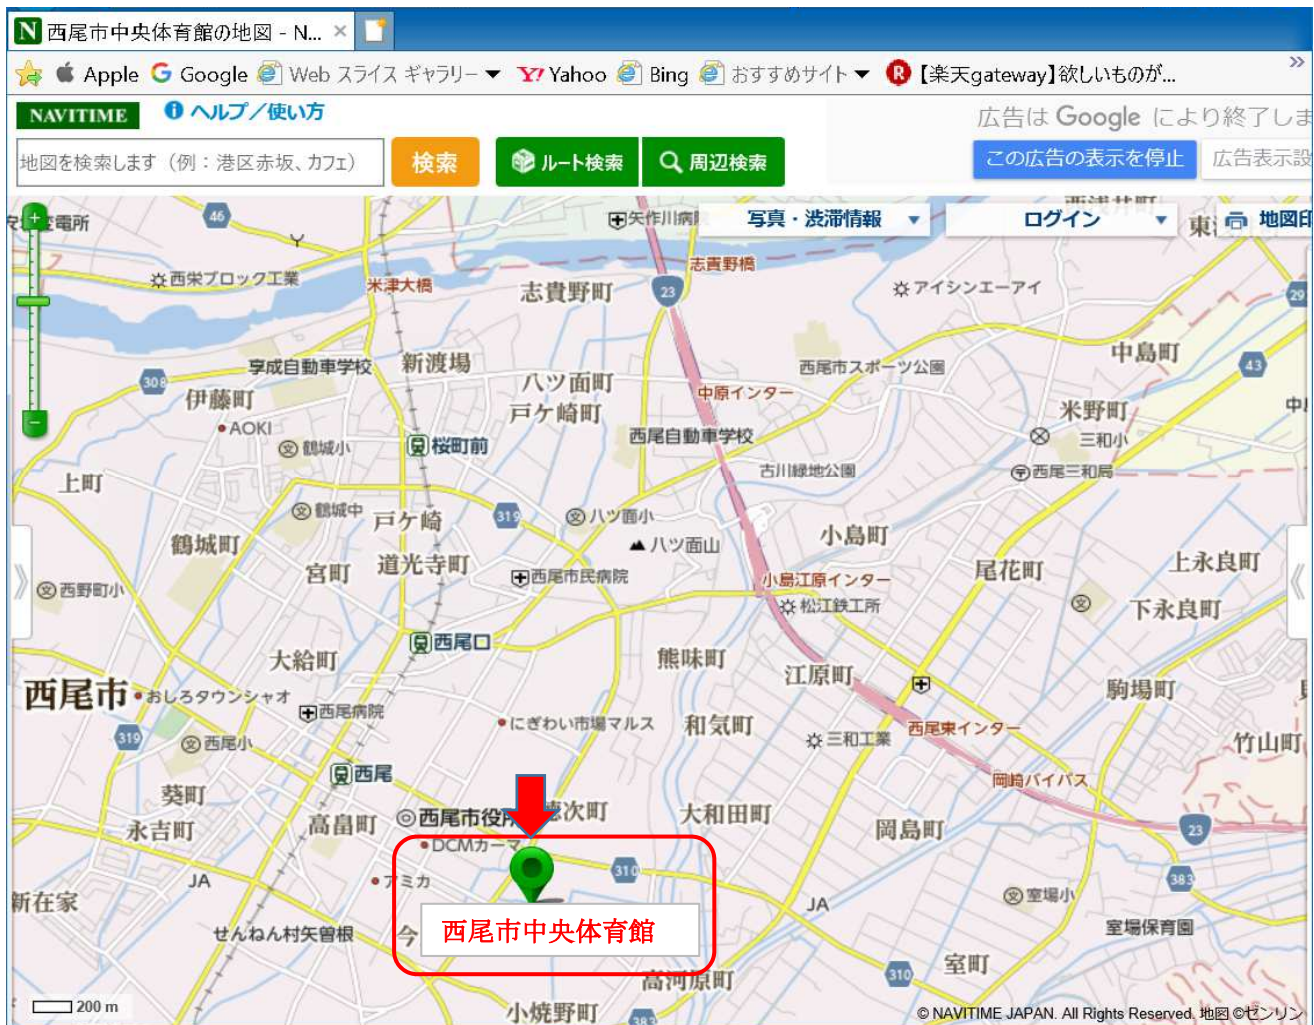 西尾市中央体育館の地図 - N...
Apple Google Web スライス ギャラリー Yahoo Bing おすすめサイト 【楽天gateway】欲しいものが...
NAVITIME ヘルプ／使い方
広告は Google により終了しま
地図を検索します（例：港区赤坂、カフェ） 検索 ルート検索 周辺検索
この広告の表示を停止 広告表示設
変電所 46 矢作川病 写真・渋滞情報 ログイン 地図印
志貴野橋
西栄ブロック工業 米津大橋 志貴野町 23 アイシンエーアイ 29
中島町
享成自動車学校 新渡場 西尾市スポーツ公園 43
308 八ツ面町
伊藤町 中原インター
戸ケ崎町 米野町
AOKI 西尾自動車学校
鶴城小 桜町前 三和小
上町 古川緑地公園 西尾三和局
鶴城中 戸ケ崎 319 八ツ面小
鶴城町 八ツ面山 小島町
宮町 道光寺町 西尾市民病院 小島江原インター 尾花町 上永良町
西野町小 松江鉄工所 下永良町
西尾口
大給町 熊味町 江原町
西尾市 おしろタウンシャオ 駒場町
西尾病院 にぎわい市場マルス 和気町 西尾東インター
319 西尾小 三和工業 竹山町
西尾 岡崎バイパス
葵町 西尾市役 徳次町 大和田町
永吉町 高畠町 岡島町 23
DCMカーマ
JA アミカ 310 383
新在家 JA 室場小
せんねん村矢曽根 今 西尾市中央体育館 室場保育園
高河原町 310 室町
200 m 小焼野町 383
© NAVITIME JAPAN. All Rights Reserved. 地図 ©ゼンリン